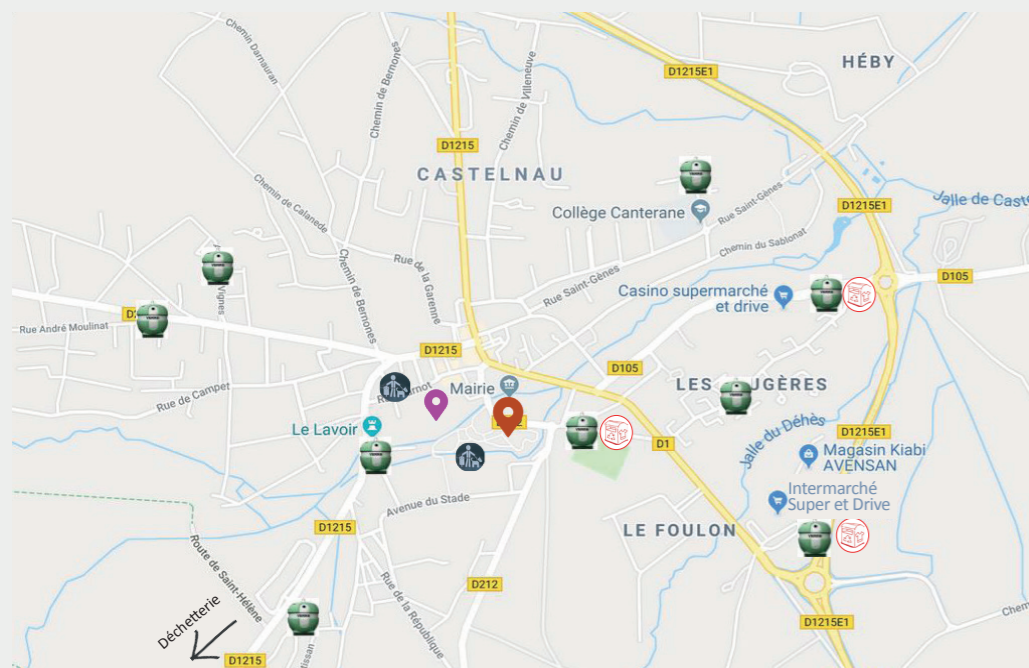 Chemin Darnauran
Chemin de Bernones
Chemin de Villeneuve
D1215E1
HÉBY
D1215
CASTELNAU
Chemin de Calanede
Collège Canterane
Rue Saint-Genès
Jalle de Caste
D1215E1
Chemin du Sablonat
Rue de la Garenne
Vignes
Chemin de Bernones
Rue Saint-Genès
D105
Casino supermarché
et drive
Rue André Moulinat
D1215
D105
Rue de Campet
Mairie
LES
Le Lavoir
Jalle du Déhès
D1215E1
D1
Magasin Kiabi
AVENSAN
Intermarché
Super et Drive
Avenue du Stade
D1215
LE FOULON
Route de Saint-Hélène
Rue de la République
D212
Déchetterie
D1215
D1215E1